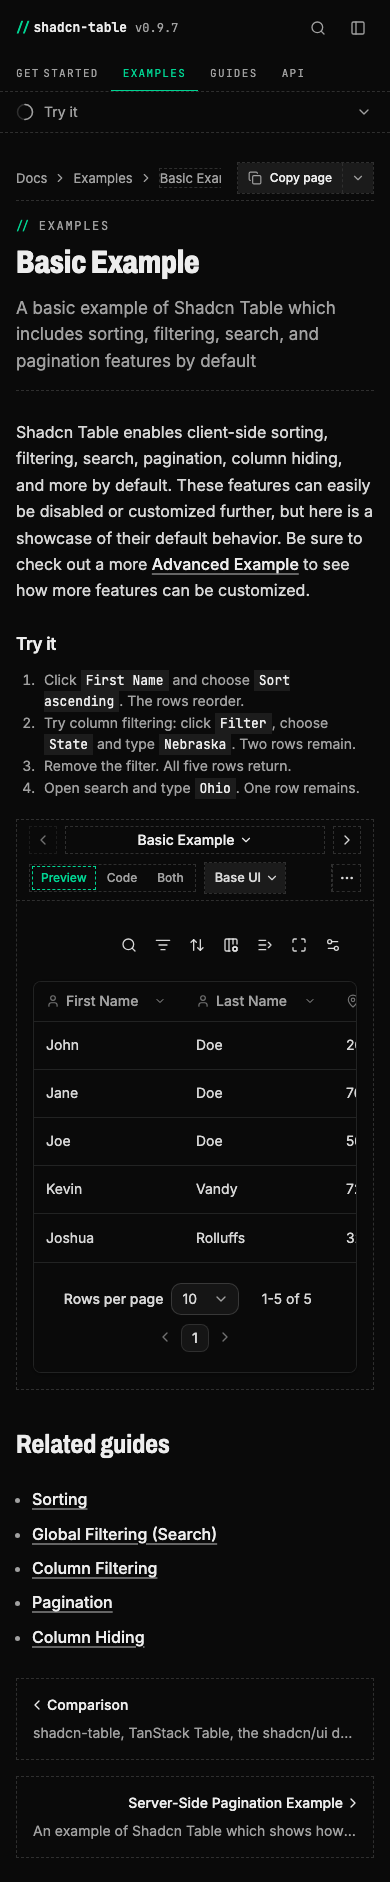 // shadcn-table v0.9.7
GET STARTED EXAMPLES GUIDES API
Try it
Docs Examples Basic Exa Copy page
// EXAMPLES
Basic Example
A basic example of Shadcn Table which
includes sorting, filtering, search, and
pagination features by default
Shadcn Table enables client-side sorting,
filtering, search, pagination, column hiding,
and more by default. These features can easily
be disabled or customized further, but here is a
showcase of their default behavior. Be sure to
check out a more Advanced Example to see
how more features can be customized.
Try it
1. Click First Name and choose Sort
ascending. The rows reorder.
2. Try column filtering: click Filter, choose
State and type Nebraska. Two rows remain.
3. Remove the filter. All five rows return.
4. Open search and type Ohio. One row remains.
Basic Example
Preview Code Both Base UI
First Name Last Name
John Doe
Jane Doe
Joe Doe
Kevin Vandy
Joshua Rolluffs
Rows per page 10 1-5 of 5
1
Related guides
Sorting
Global Filtering (Search)
Column Filtering
Pagination
Column Hiding
Comparison
shadcn-table, TanStack Table, the shadcn/ui d...
Server-Side Pagination Example
An example of Shadcn Table which shows how...